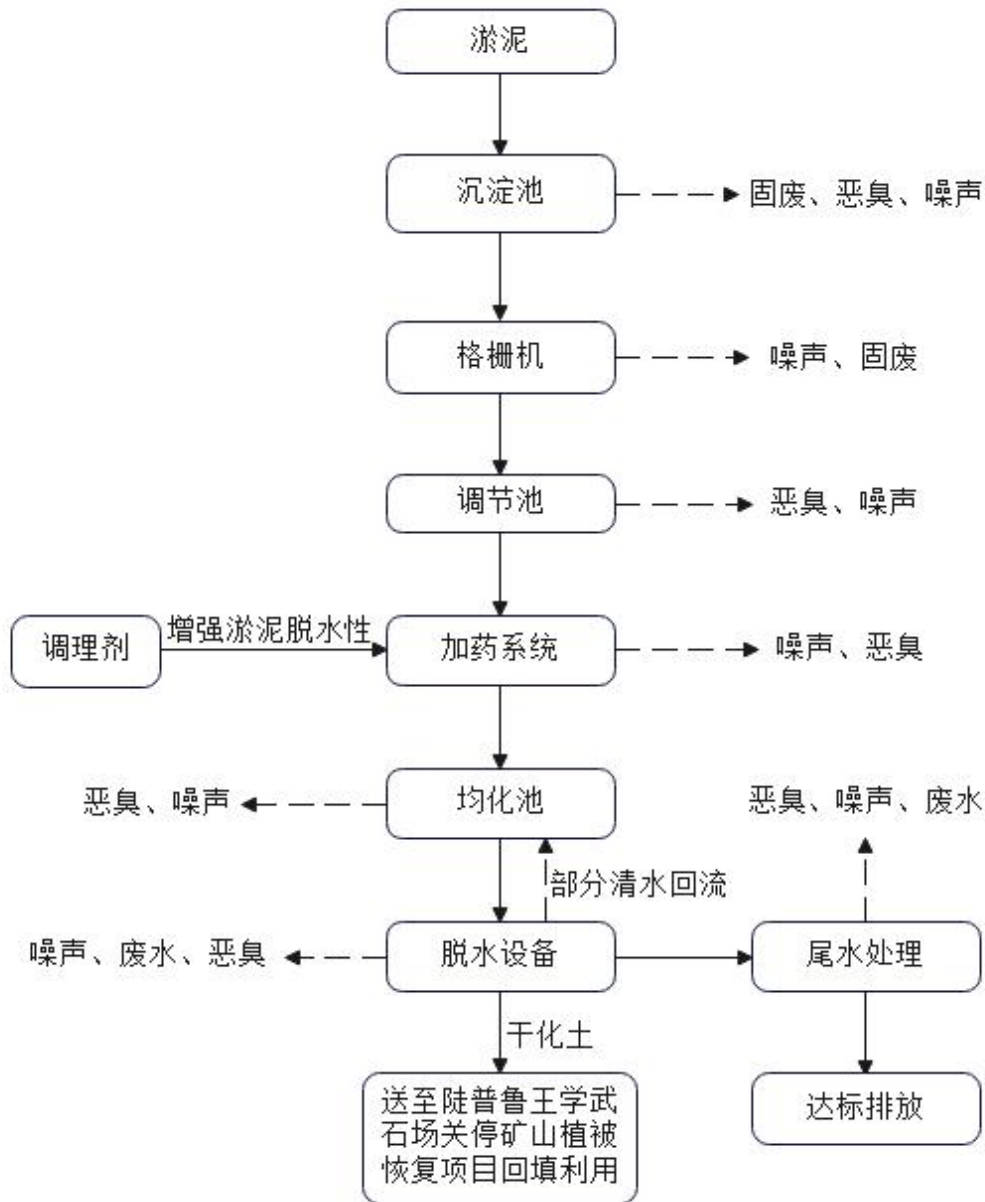 淤泥
沉淀池
固废、恶臭、噪声
格栅机
噪声、固废
调节池
恶臭、噪声
调理剂
增强淤泥脱水性
加药系统
噪声、恶臭
恶臭、噪声
均化池
恶臭、噪声、废水
部分清水回流
噪声、废水、恶臭
脱水设备
尾水处理
干化土
送至陡普鲁王学武
石场关停矿山植被
恢复项目回填利用
达标排放